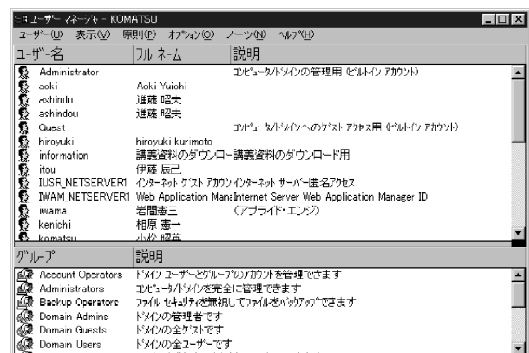 ユーザー マネージャ - KOMATSU
ユーザー(U) 表示(V) 原則(P) オプション(O) ノーツ(N) ヘルプ(H)
ユーザー名 フル ネーム 説明
Administrator コンピュータ/ドメインの管理用 (ビルトイン アカウント)
aoki Aoki Yuichi
ashindo 進藤 昭夫
ashindou 進藤 昭夫
Guest コンピュータ/ドメインへのゲスト アクセス用 (ビルトイン アカウント)
hiroyuki hiroyuki kurimoto
information 講義資料のダウンロー 講義資料のダウンロード用
itou 伊藤 辰己
IUSR_NETSERVER1 インターネット ゲスト アカウン インターネット サーバー匿名アクセス
IWAM_NETSERVER1 Web Application Mana Internet Server Web Application Manager ID
iwama 岩間憲三 (アプライド・エンジ)
kenichi 相原 憲一
komatsu 小松 昭英
グループ 説明
Account Operators ドメイン ユーザーとグループのアカウントを管理できます
Administrators コンピュータ/ドメインを完全に管理できます
Backup Operators ファイル セキュリティを無視してファイルをバックアップできます
Domain Admins ドメインの管理者です
Domain Guests ドメインの全ゲストです
Domain Users ドメインの全ユーザーです